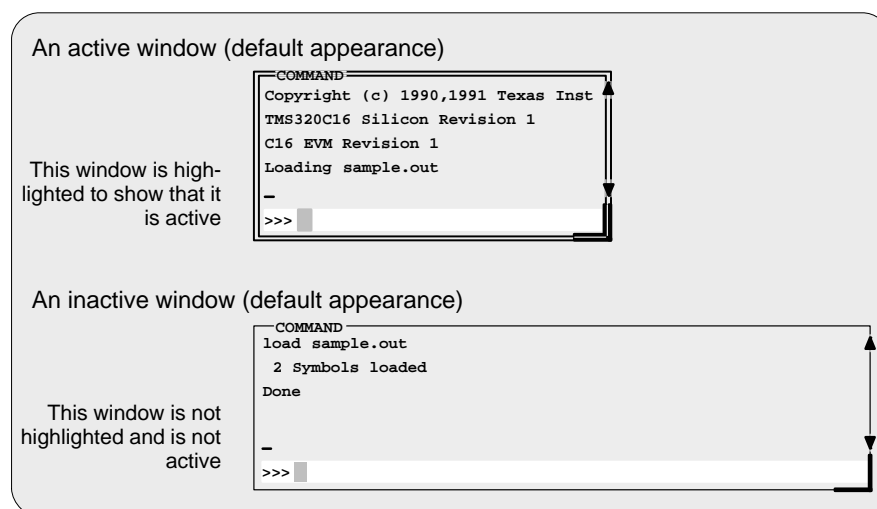 An active window (default appearance)
COMMAND
Copyright (c) 1990,1991 Texas Inst
TMS320C16 Silicon Revision 1
C16 EVM Revision 1
Loading sample.out
_
>>>
This window is high-
lighted to show that it
is active
An inactive window (default appearance)
COMMAND
load sample.out
2 Symbols loaded
Done
_
>>>
This window is not
highlighted and is not
active